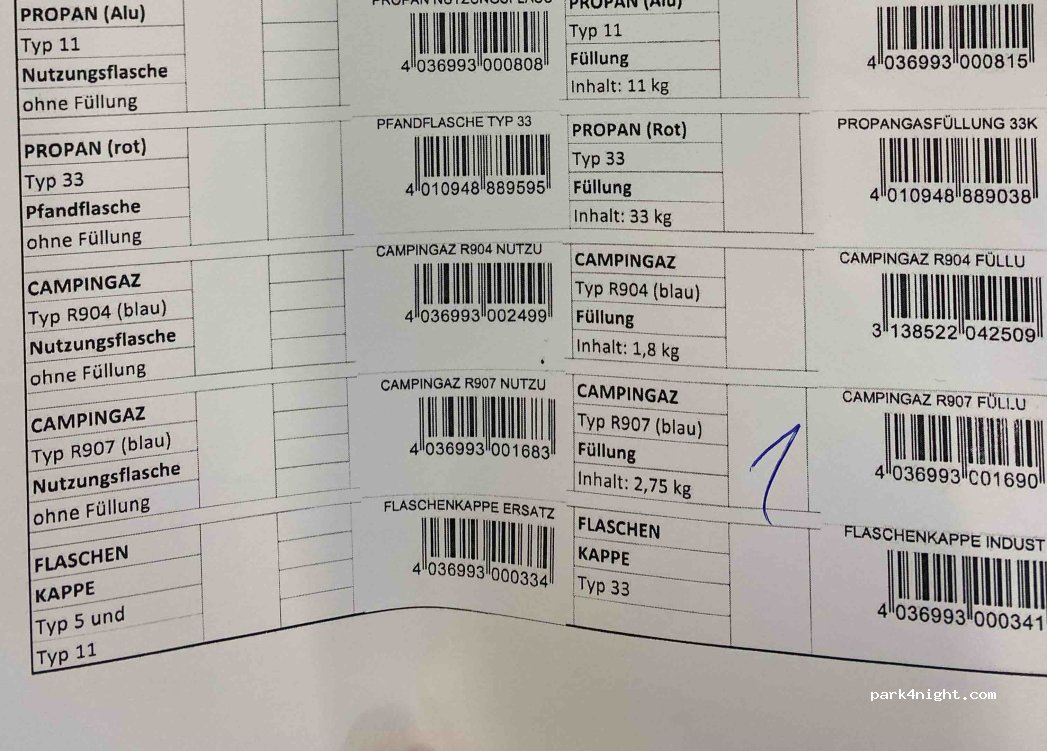 PROPAN (Alu)
Typ 11
Nutzungsflasche
ohne Füllung
PROPAN NUTZUNGSFLASC
4 036993 000808
PROPAN (Alu)
Typ 11
Füllung
Inhalt: 11 kg
4 036993 000815
PROPAN (rot)
Typ 33
Pfandflasche
ohne Füllung
PFANDFLASCHE TYP 33
4 010948 889595
PROPAN (Rot)
Typ 33
Füllung
Inhalt: 33 kg
PROPANGASFÜLLUNG 33K
4 010948 889038
CAMPINGAZ
Typ R904 (blau)
Nutzungsflasche
ohne Füllung
CAMPINGAZ R904 NUTZU
4 036993 002499
CAMPINGAZ
Typ R904 (blau)
Füllung
Inhalt: 1,8 kg
CAMPINGAZ R904 FÜLLU
3 138522 042509
CAMPINGAZ
Typ R907 (blau)
Nutzungsflasche
ohne Füllung
CAMPINGAZ R907 NUTZU
4 036993 001683
CAMPINGAZ
Typ R907 (blau)
Füllung
Inhalt: 2,75 kg
1
CAMPINGAZ R907 FÜLLU
4 036993 001690
FLASCHEN
KAPPE
Typ 5 und
Typ 11
FLASCHENKAPPE ERSATZ
4 036993 000334
FLASCHEN
KAPPE
Typ 33
FLASCHENKAPPE INDUST
4 036993 000341
park4night.com